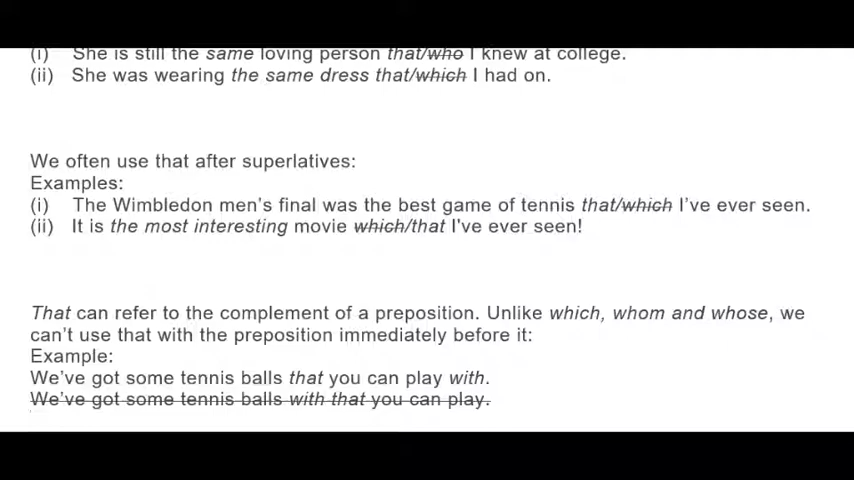 (i) She is still the same loving person that/who I knew at college.
(ii) She was wearing the same dress that/which I had on.
We often use that after superlatives:
Examples:
(i) The Wimbledon men’s final was the best game of tennis that/which I’ve ever seen.
(ii) It is the most interesting movie which/that I've ever seen!
That can refer to the complement of a preposition. Unlike which, whom and whose, we
can’t use that with the preposition immediately before it:
Example:
We’ve got some tennis balls that you can play with.
We’ve got some tennis balls with that you can play.